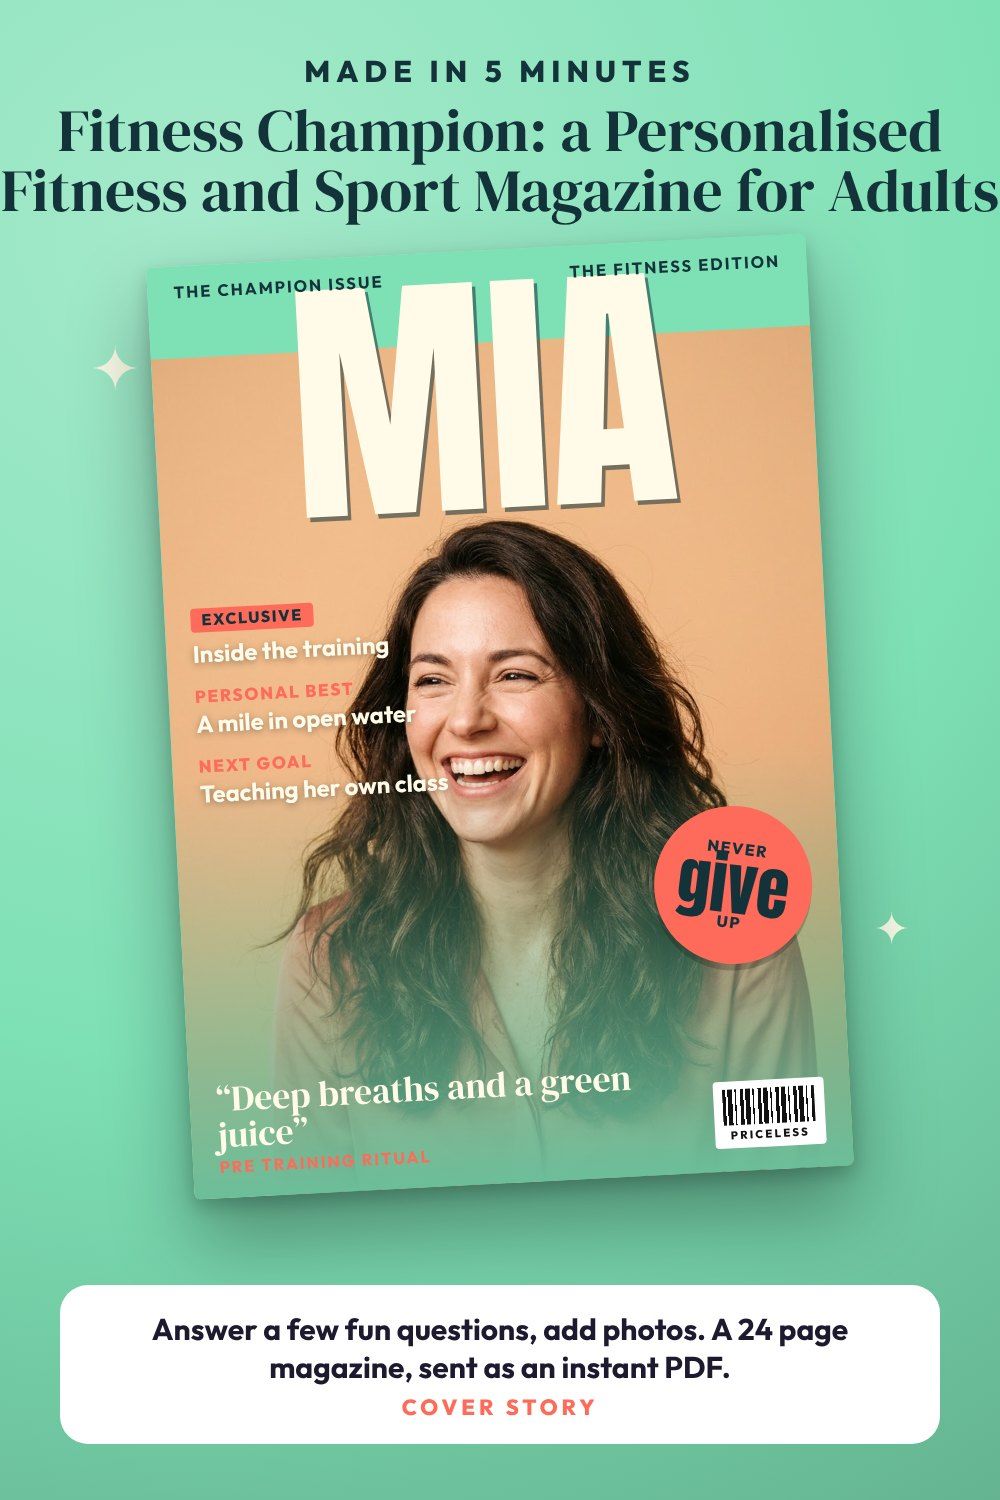 MADE IN 5 MINUTES
Fitness Champion: a Personalised
Fitness and Sport Magazine for Adults
THE CHAMPION ISSUE
THE FITNESS EDITION
MIA
EXCLUSIVE
Inside the training
PERSONAL BEST
A mile in open water
NEXT GOAL
Teaching her own class
NEVER
give
UP
“Deep breaths and a green
juice”
PRE TRAINING RITUAL
PRICELESS
Answer a few fun questions, add photos. A 24 page
magazine, sent as an instant PDF.
COVER STORY